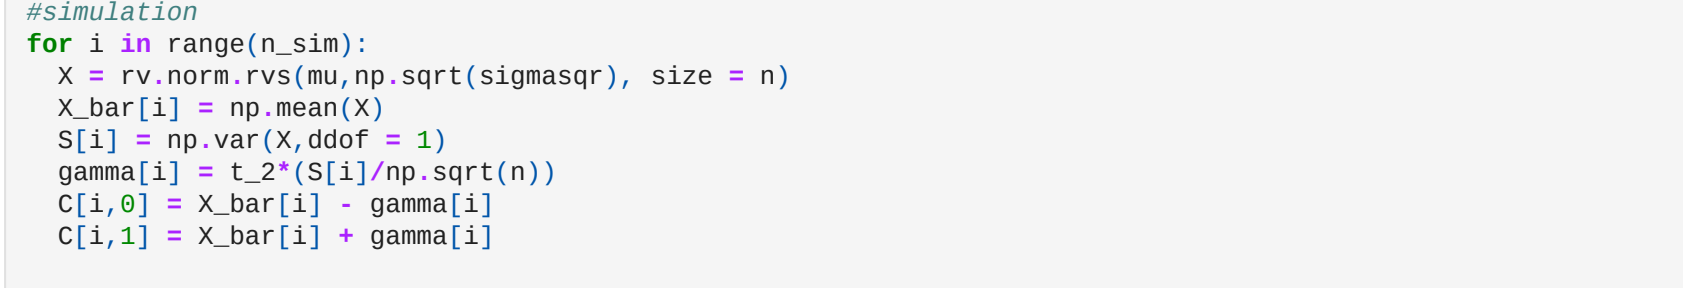 #simulation
for i in range(n_sim):
  X = rv.norm.rvs(mu,np.sqrt(sigmasqr), size = n)
  X_bar[i] = np.mean(X)
  S[i] = np.var(X,ddof = 1)
  gamma[i] = t_2*(S[i]/np.sqrt(n))
  C[i,0] = X_bar[i] - gamma[i]
  C[i,1] = X_bar[i] + gamma[i]